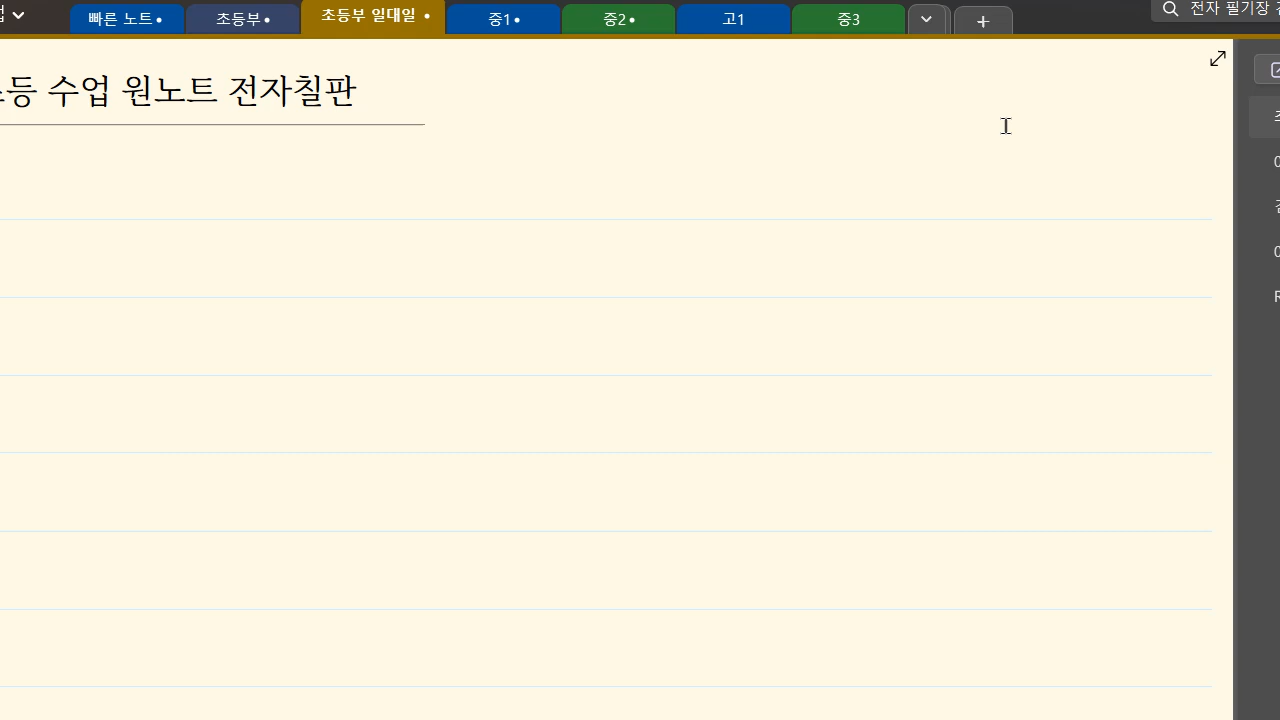 빠른 노트• 초등부• 초등부 일대일 • 중1• 중2• 고1 중3 +
전자 필기장
등 수업 원노트 전자칠판